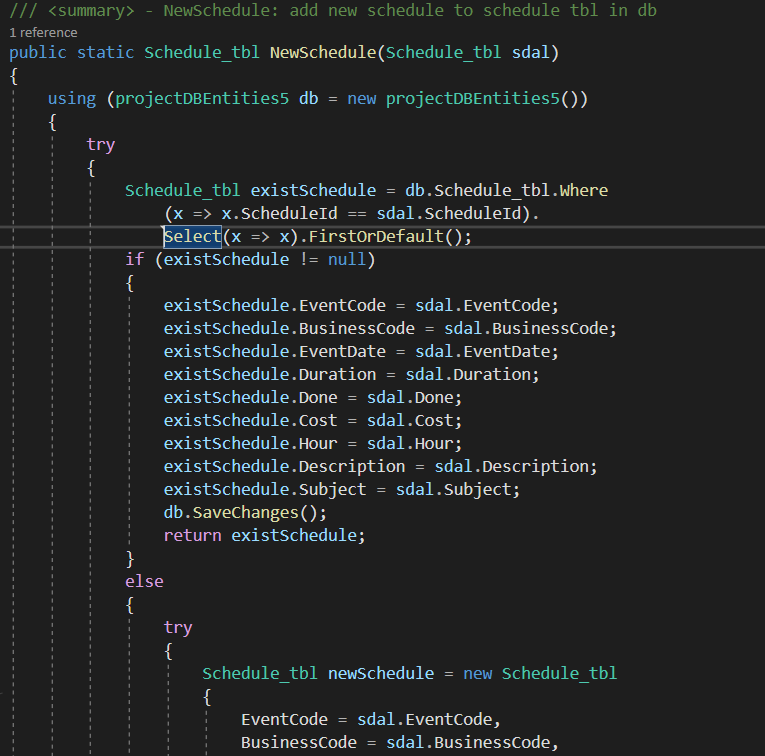 /// <summary> - NewSchedule: add new schedule to schedule tbl in db
1 reference
public static Schedule_tbl NewSchedule(Schedule_tbl sdal)
{
using (projectDBEntities5 db = new projectDBEntities5())
{
try
{
Schedule_tbl existSchedule = db.Schedule_tbl.Where
(x => x.ScheduleId == sdal.ScheduleId).
Select(x => x).FirstOrDefault();
if (existSchedule != null)
{
existSchedule.EventCode = sdal.EventCode;
existSchedule.BusinessCode = sdal.BusinessCode;
existSchedule.EventDate = sdal.EventDate;
existSchedule.Duration = sdal.Duration;
existSchedule.Done = sdal.Done;
existSchedule.Cost = sdal.Cost;
existSchedule.Hour = sdal.Hour;
existSchedule.Description = sdal.Description;
existSchedule.Subject = sdal.Subject;
db.SaveChanges();
return existSchedule;
}
else
{
try
{
Schedule_tbl newSchedule = new Schedule_tbl
{
EventCode = sdal.EventCode,
BusinessCode = sdal.BusinessCode,